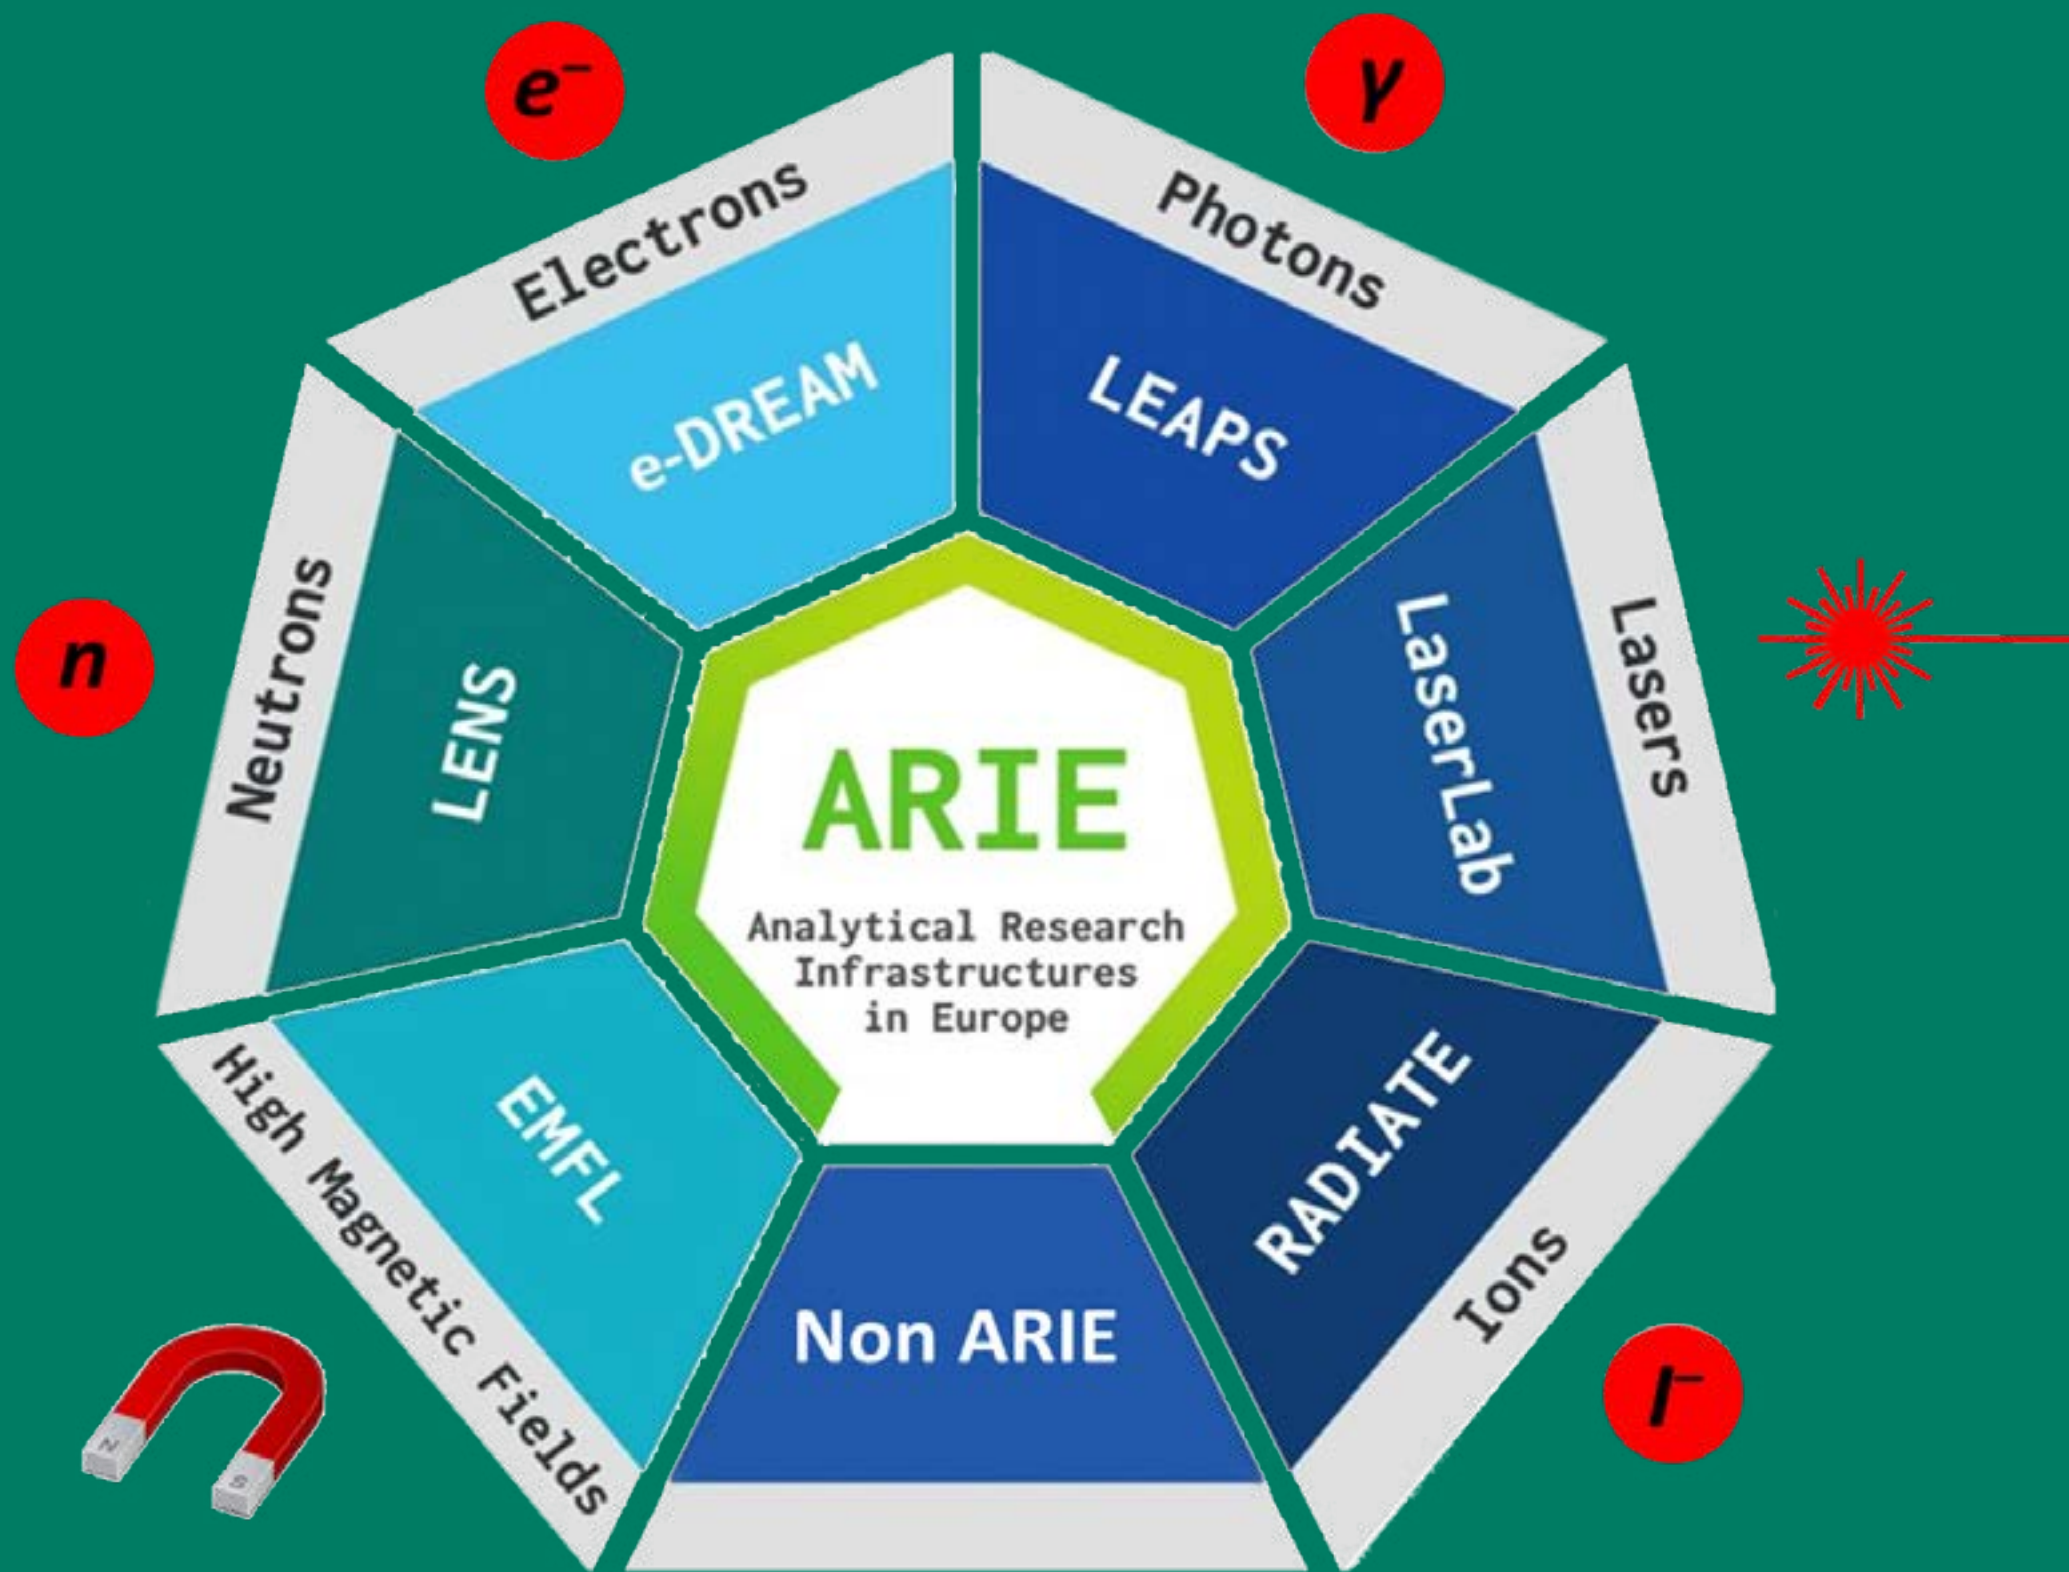 e⁻
γ
Electrons
Photons
e-DREAM
LEAPS
Neutrons
LENS
LaserLab
Lasers
n
ARIE
Analytical Research
Infrastructures
in Europe
High Magnetic Fields
EMFL
RADIATE
Ions
Non ARIE
I⁻
N
S